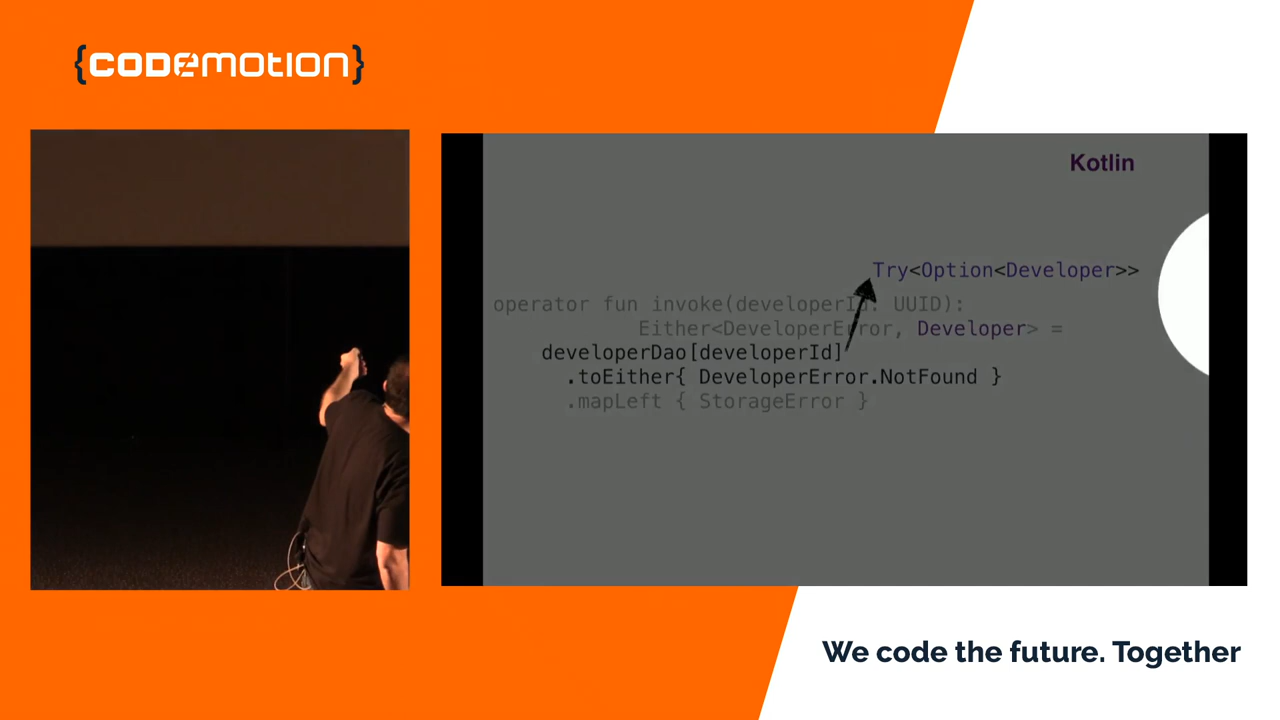 {CODEMOTION}
Kotlin
Try<Option<Developer>>
operator fun invoke(developerId: UUID):
Either<DeveloperError, Developer> =
developerDao[developerId]
.toEither{ DeveloperError.NotFound }
.mapLeft { StorageError }
We code the future. Together